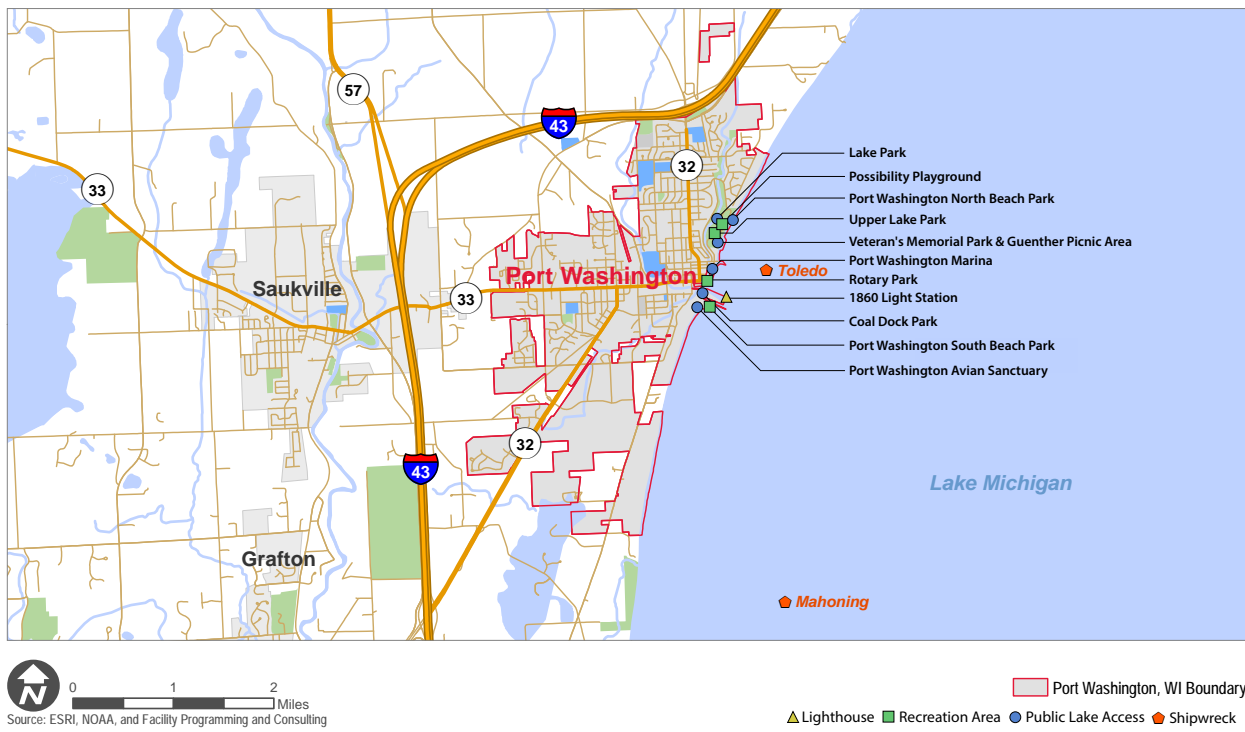 57
43
32
33
Lake Park
Possibility Playground
Port Washington North Beach Park
Upper Lake Park
Veteran's Memorial Park & Guenther Picnic Area
Port Washington Marina
Toledo
Rotary Park
Port Washington
Saukville
33
1860 Light Station
Coal Dock Park
Port Washington South Beach Park
Port Washington Avian Sanctuary
32
43
Lake Michigan
Grafton
Mahoning
N
0 1 2
Miles
Source: ESRI, NOAA, and Facility Programming and Consulting
Port Washington, WI Boundary
Lighthouse Recreation Area Public Lake Access Shipwreck